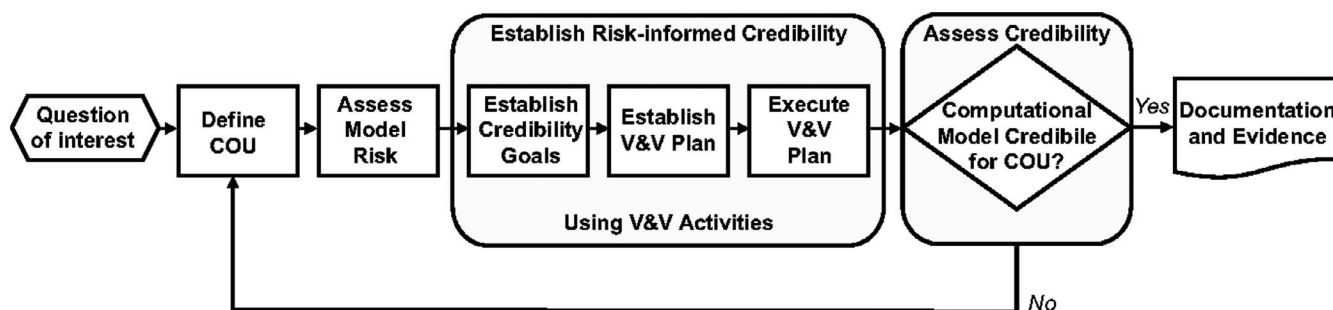 Establish Risk-informed Credibility
Assess Credibility
Question
of interest
Define
COU
Assess
Model
Risk
Establish
Credibility
Goals
Establish
V&V Plan
Execute
V&V
Plan
Computational
Model Credibile
for COU?
Yes
Documentation
and Evidence
Using V&V Activities
No